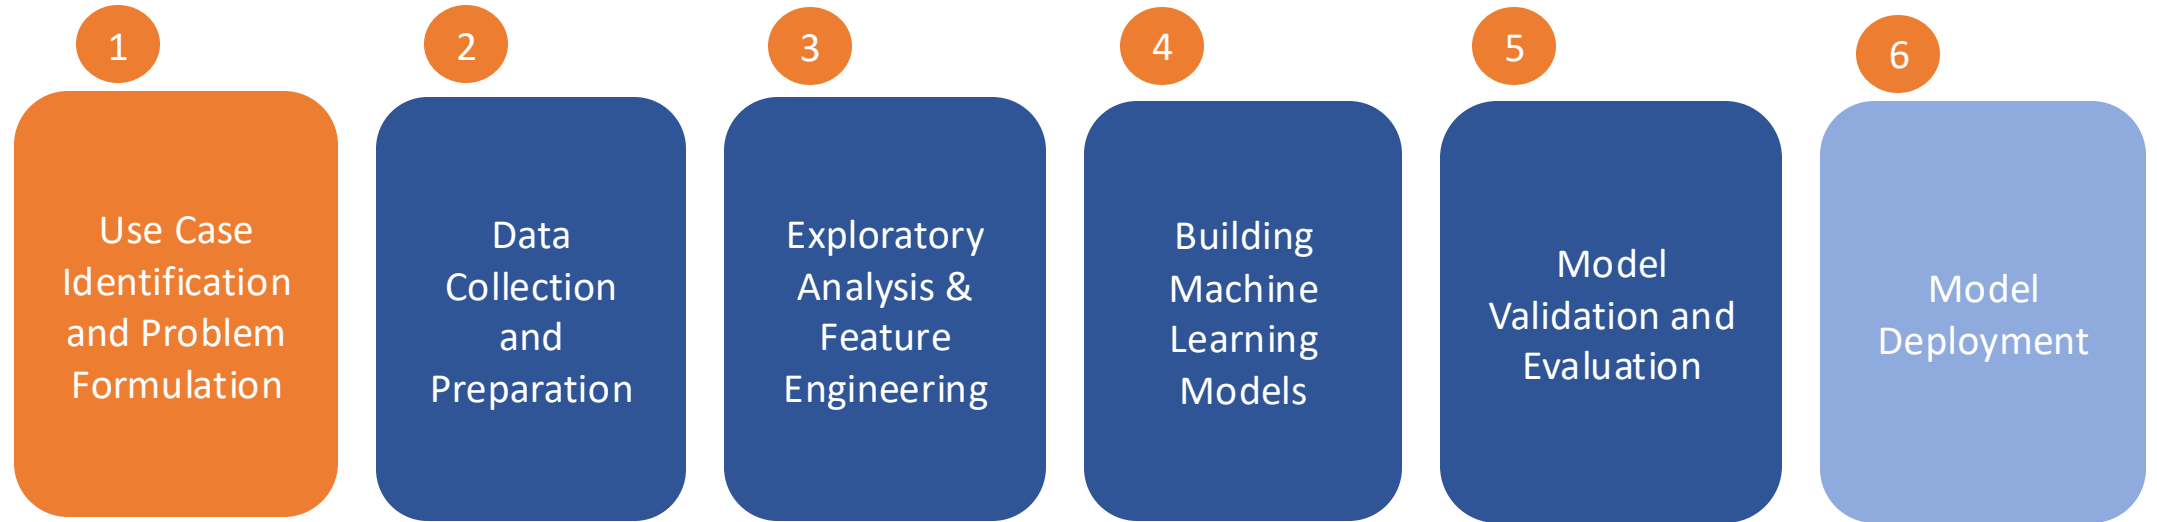 1
Use Case
Identification
and Problem
Formulation
2
Data
Collection
and
Preparation
3
Exploratory
Analysis &
Feature
Engineering
4
Building
Machine
Learning
Models
5
Model
Validation and
Evaluation
6
Model
Deployment